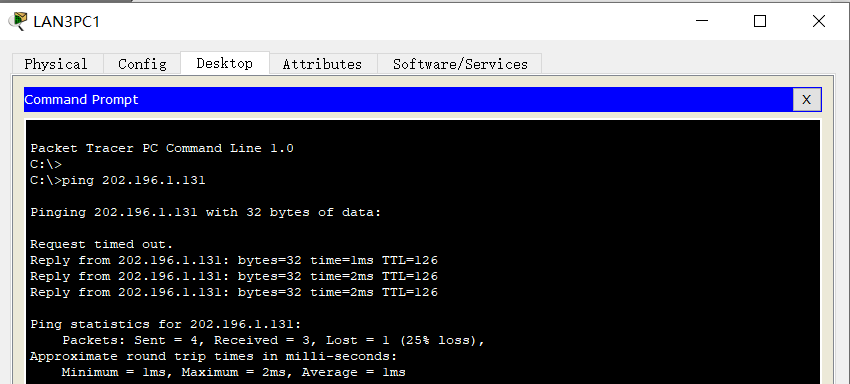 LAN3PC1
Physical Config Desktop Attributes Software/Services
Command Prompt X
Packet Tracer PC Command Line 1.0
C:\>
C:\>ping 202.196.1.131
Pinging 202.196.1.131 with 32 bytes of data:
Request timed out.
Reply from 202.196.1.131: bytes=32 time=1ms TTL=126
Reply from 202.196.1.131: bytes=32 time=2ms TTL=126
Reply from 202.196.1.131: bytes=32 time=2ms TTL=126
Ping statistics for 202.196.1.131:
Packets: Sent = 4, Received = 3, Lost = 1 (25% loss),
Approximate round trip times in milli-seconds:
Minimum = 1ms, Maximum = 2ms, Average = 1ms